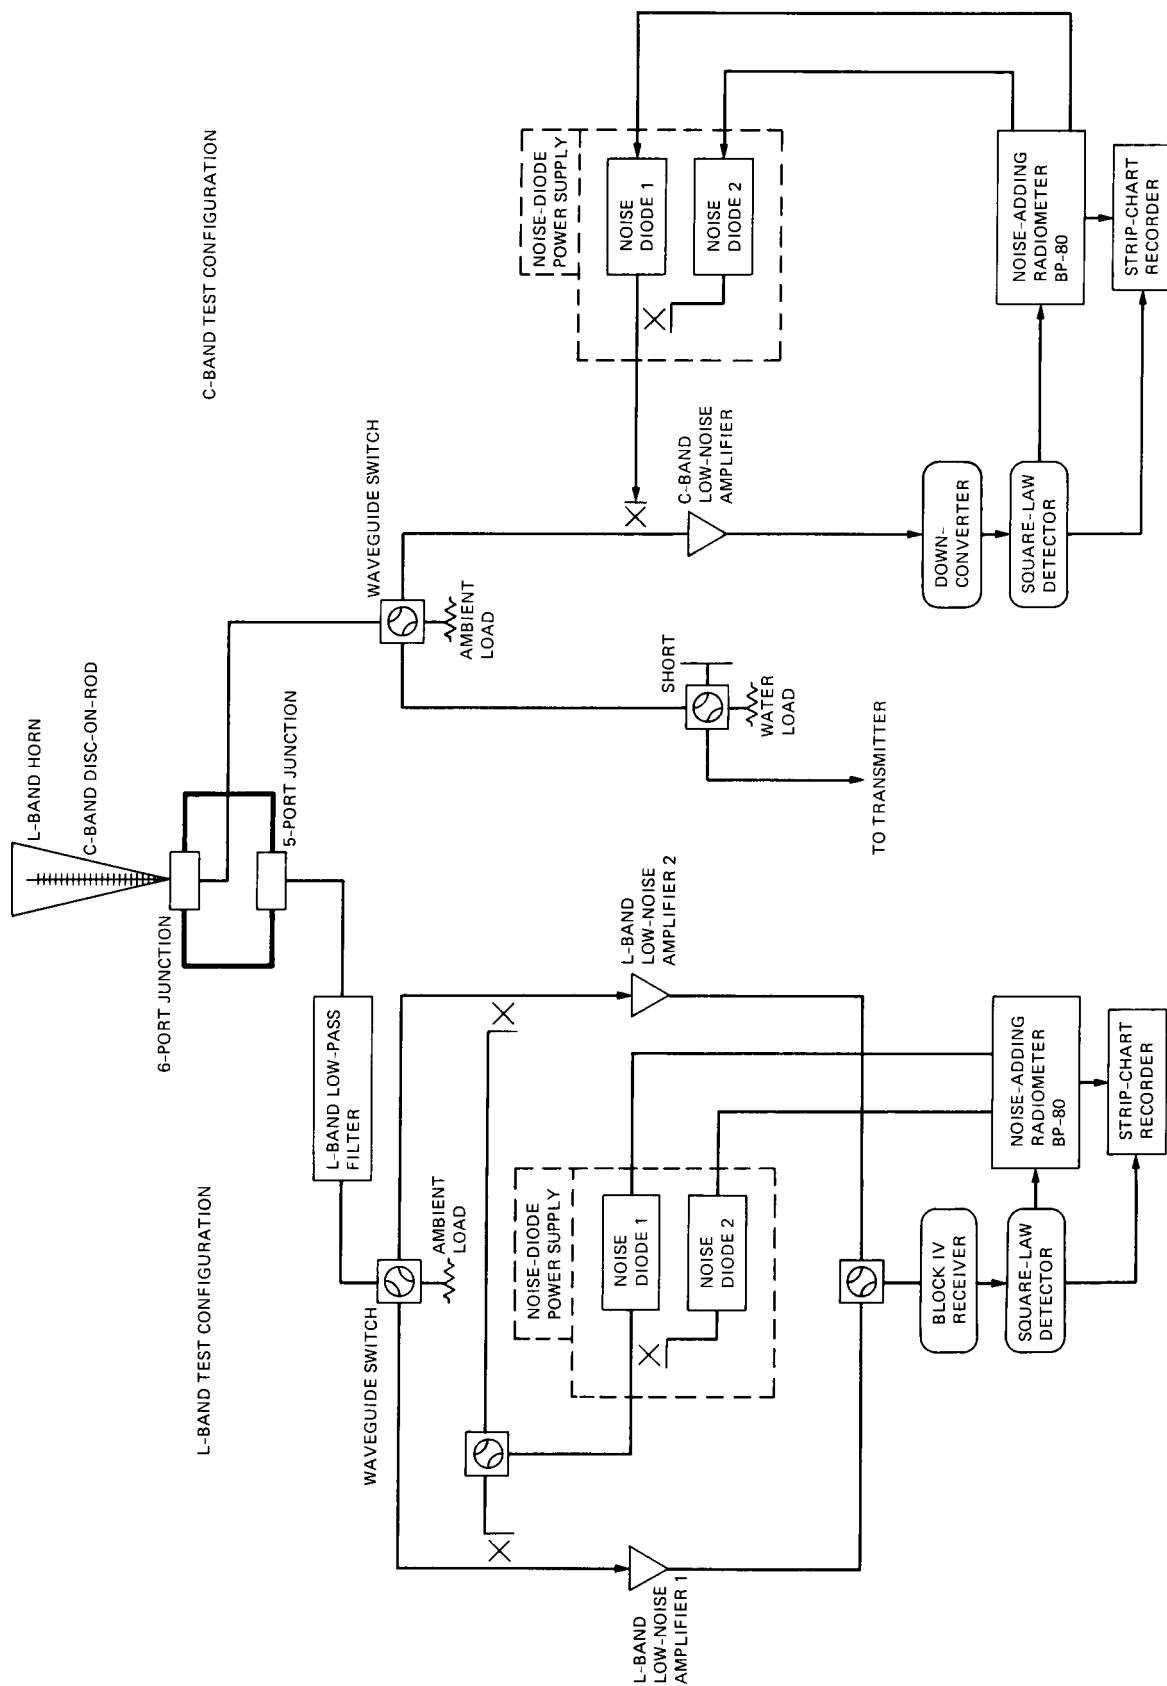 L-BAND TEST CONFIGURATION
C-BAND TEST CONFIGURATION
L-BAND HORN
C-BAND DISC-ON-ROD
6-PORT JUNCTION
5-PORT JUNCTION
L-BAND LOW-PASS
FILTER
WAVEGUIDE SWITCH
AMBIENT
LOAD
NOISE-DIODE
POWER SUPPLY
NOISE
DIODE 1
NOISE
DIODE 2
L-BAND
LOW-NOISE
AMPLIFIER 1
L-BAND
LOW-NOISE
AMPLIFIER 2
BLOCK IV
RECEIVER
SQUARE-LAW
DETECTOR
NOISE-ADDING
RADIOMETER
BP-80
STRIP-CHART
RECORDER
WAVEGUIDE SWITCH
AMBIENT
LOAD
SHORT
WATER
LOAD
TO TRANSMITTER
C-BAND
LOW-NOISE
AMPLIFIER
NOISE-DIODE
POWER SUPPLY
NOISE
DIODE 1
NOISE
DIODE 2
DOWN-
CONVERTER
SQUARE-LAW
DETECTOR
NOISE-ADDING
RADIOMETER
BP-80
STRIP-CHART
RECORDER